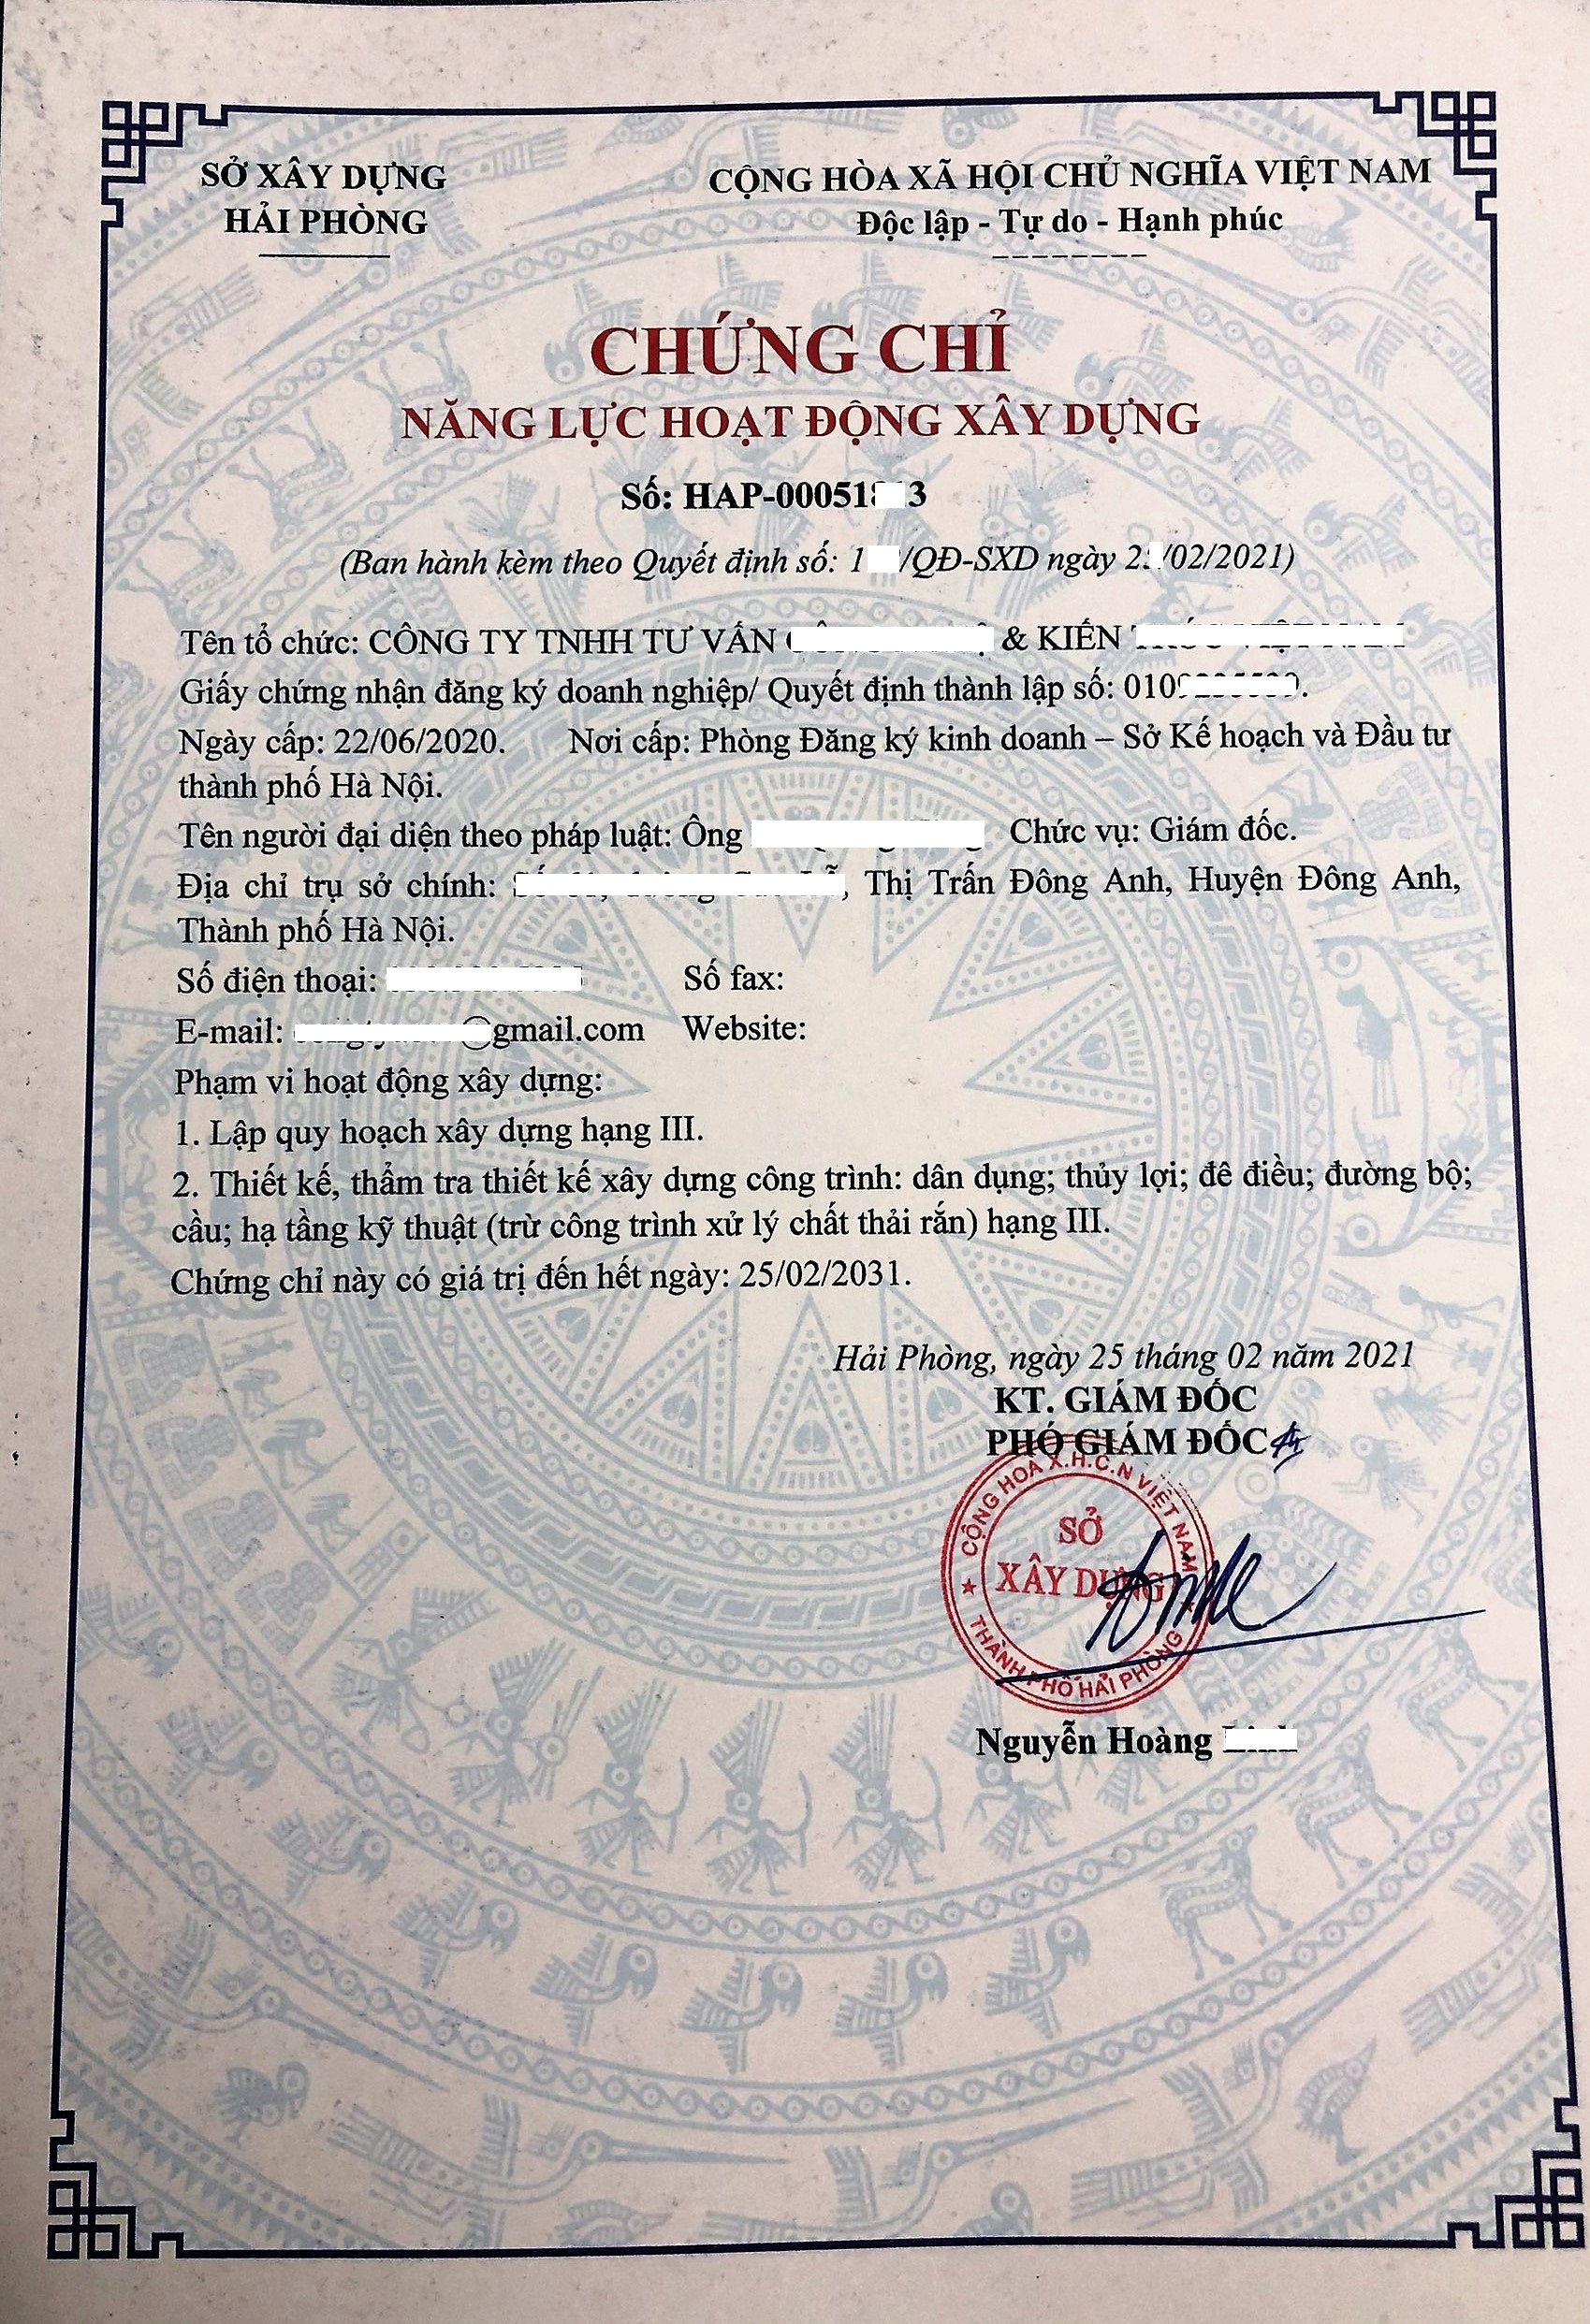 SỞ XÂY DỰNG
HẢI PHÒNG
CỘNG HÒA XÃ HỘI CHỦ NGHĨA VIỆT NAM
Độc lập - Tự do - Hạnh phúc
CHỨNG CHỈ
NĂNG LỰC HOẠT ĐỘNG XÂY DỰNG
Số: HAP-00051 3
(Ban hành kèm theo Quyết định số: 1 /QĐ-SXD ngày 2 /02/2021)
Tên tổ chức: CÔNG TY TNHH TƯ VẤN & KIẾN
Giấy chứng nhận đăng ký doanh nghiệp/ Quyết định thành lập số: 010 .
Ngày cấp: 22/06/2020. Nơi cấp: Phòng Đăng ký kinh doanh – Sở Kế hoạch và Đầu tư
thành phố Hà Nội.
Tên người đại diện theo pháp luật: Ông Chức vụ: Giám đốc.
Địa chỉ trụ sở chính: , Thị Trấn Đông Anh, Huyện Đông Anh,
Thành phố Hà Nội.
Số điện thoại: Số fax:
E-mail: @gmail.com Website:
Phạm vi hoạt động xây dựng:
1. Lập quy hoạch xây dựng hạng III.
2. Thiết kế, thẩm tra thiết kế xây dựng công trình: dân dụng; thủy lợi; đê điều; đường bộ;
cầu; hạ tầng kỹ thuật (trừ công trình xử lý chất thải rắn) hạng III.
Chứng chỉ này có giá trị đến hết ngày: 25/02/2031.
Hải Phòng, ngày 25 tháng 02 năm 2021
KT. GIÁM ĐỐC
PHÓ GIÁM ĐỐC
CỘNG HOÀ X.H.C.N VIỆT NAM
SỞ
XÂY DỰNG
THÀNH PHỐ HẢI PHÒNG
Nguyễn Hoàng